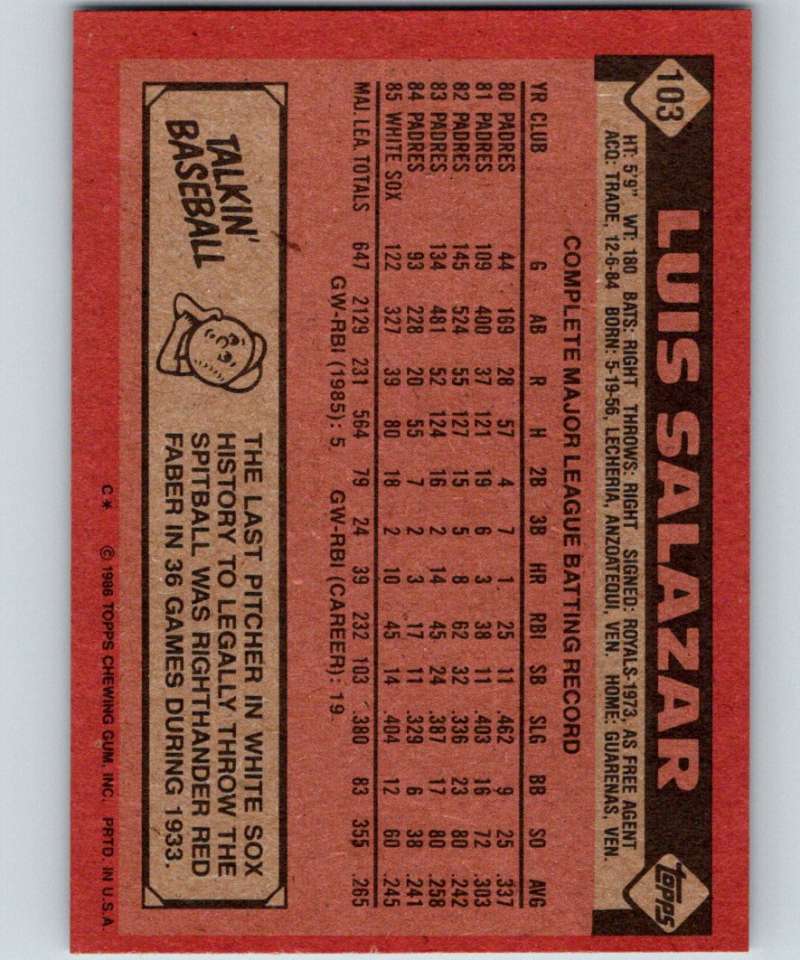 103
LUIS SALAZAR
TOPPS
HT: 5'9" WT: 180 BATS: RIGHT THROWS: RIGHT SIGNED: ROYALS-1973, AS FREE AGENT
ACQ: TRADE, 12-6-84 BORN: 5-19-56, LECHERIA, ANZOATEQUI, VEN. HOME: GUARENAS, VEN.
COMPLETE MAJOR LEAGUE BATTING RECORD
YR CLUB G AB R H 2B 3B HR RBI SB SLG BB SO AVG
80 PADRES 44 169 28 57 4 7 1 25 11 .462 9 25 .337
81 PADRES 109 400 37 121 19 6 3 38 11 .403 16 72 .303
82 PADRES 145 524 55 127 15 5 8 62 32 .336 23 80 .242
83 PADRES 134 481 52 124 16 2 14 45 24 .387 17 80 .258
84 PADRES 93 228 20 55 7 2 3 17 11 .329 6 38 .241
85 WHITE SOX 122 327 39 80 18 2 10 45 14 .404 12 60 .245
MAJ. LEA. TOTALS 647 2129 231 564 79 24 39 232 103 .380 83 355 .265
GW-RBI (1985): 5. GW-RBI (CAREER): 19.
TALKIN'
BASEBALL
THE LAST PITCHER IN WHITE SOX
HISTORY TO LEGALLY THROW THE
SPITBALL WAS RIGHTHANDER RED
FABER IN 36 GAMES DURING 1933.
C* © 1986 TOPPS CHEWING GUM, INC. PRTD. IN U.S.A.